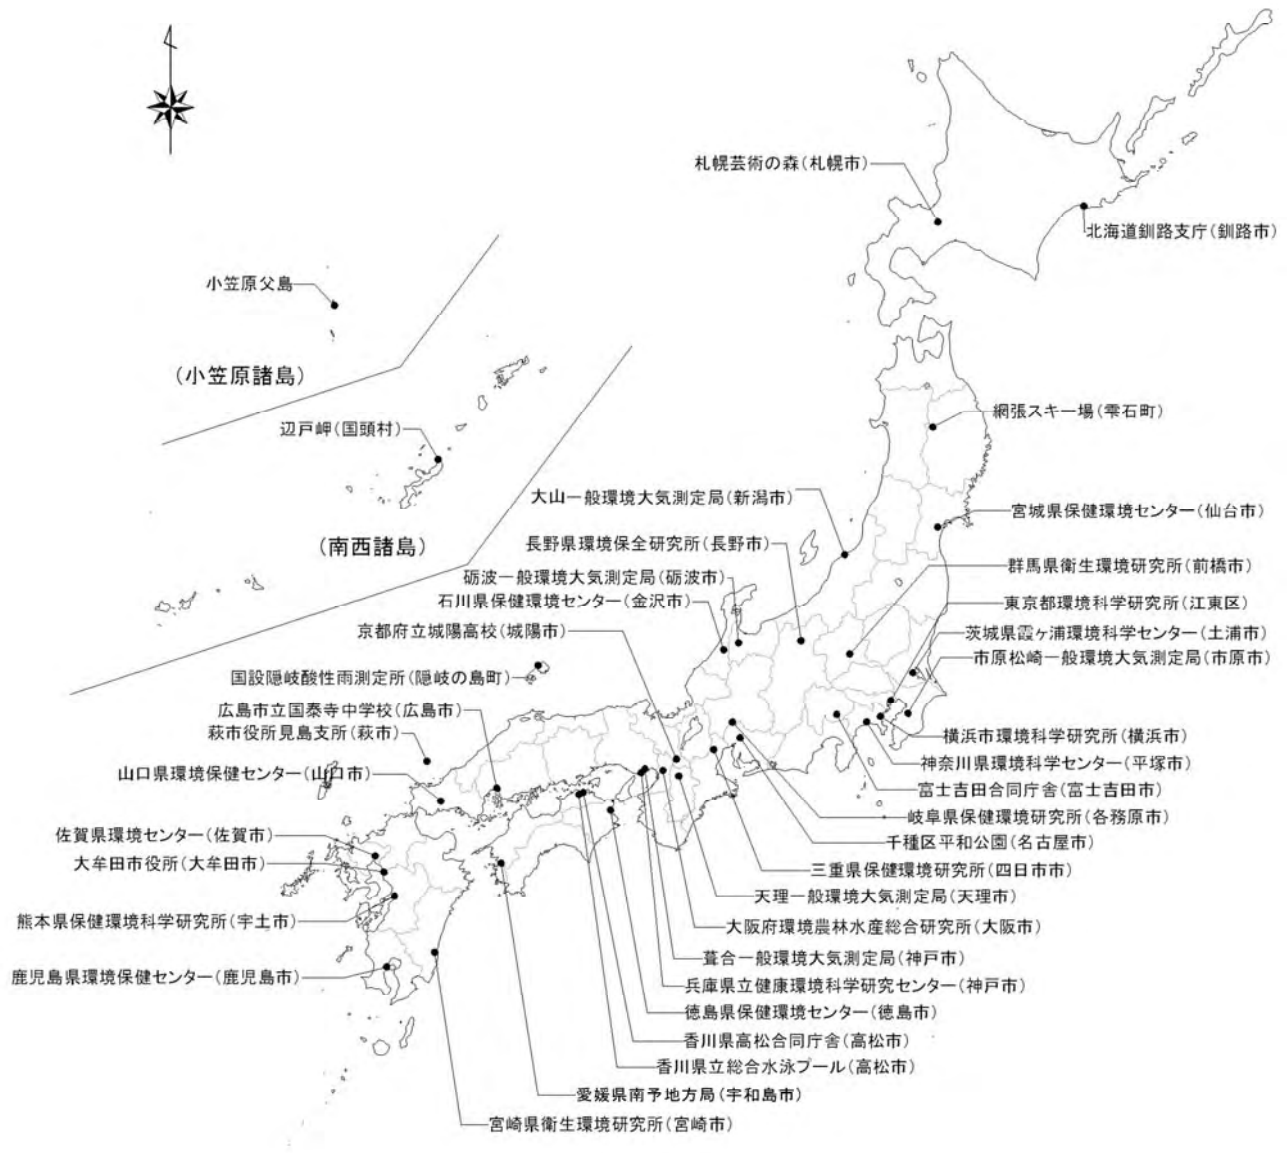 札幌芸術の森(札幌市)
北海道釧路支庁(釧路市)
小笠原父島
(小笠原諸島)
網張スキー場(雫石町)
辺戸岬(国頭村)
大山一般環境大気測定局(新潟市)
宮城県保健環境センター(仙台市)
(南西諸島)
長野県環境保全研究所(長野市)
群馬県衛生環境研究所(前橋市)
砺波一般環境大気測定局(砺波市)
石川県保健環境センター(金沢市)
東京都環境科学研究所(江東区)
京都府立城陽高校(城陽市)
茨城県霞ヶ浦環境科学センター(土浦市)
市原松崎一般環境大気測定局(市原市)
国設隠岐酸性雨測定所(隠岐の島町)
広島市立国泰寺中学校(広島市)
萩市役所見島支所(萩市)
横浜市環境科学研究所(横浜市)
神奈川県環境科学センター(平塚市)
山口県環境保健センター(山口市)
富士吉田合同庁舎(富士吉田市)
岐阜県保健環境研究所(各務原市)
佐賀県環境センター(佐賀市)
千種区平和公園(名古屋市)
大牟田市役所(大牟田市)
三重県保健環境研究所(四日市市)
天理一般環境大気測定局(天理市)
熊本県保健環境科学研究所(宇土市)
大阪府環境農林水産総合研究所(大阪市)
葺合一般環境大気測定局(神戸市)
鹿児島県環境保健センター(鹿児島市)
兵庫県立健康環境科学研究センター(神戸市)
徳島県保健環境センター(徳島市)
香川県高松合同庁舎(高松市)
香川県立総合水泳プール(高松市)
愛媛県南予地方局(宇和島市)
宮崎県衛生環境研究所(宮崎市)